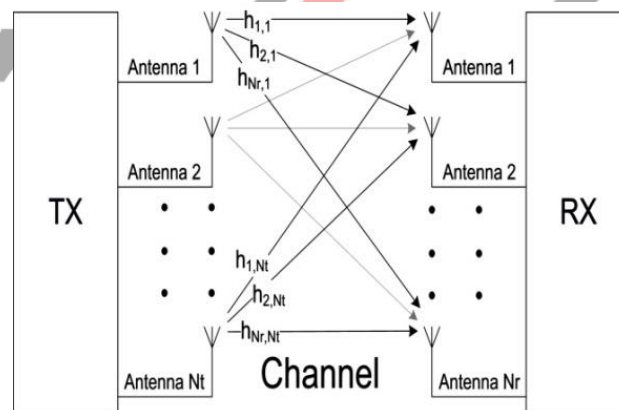 h1,1
h2,1
hNr,1
Antenna 1
Antenna 1
Antenna 2
Antenna 2
TX
RX
h1,Nt
h2,Nt
hNr,Nt
Channel
Antenna Nt
Antenna Nr